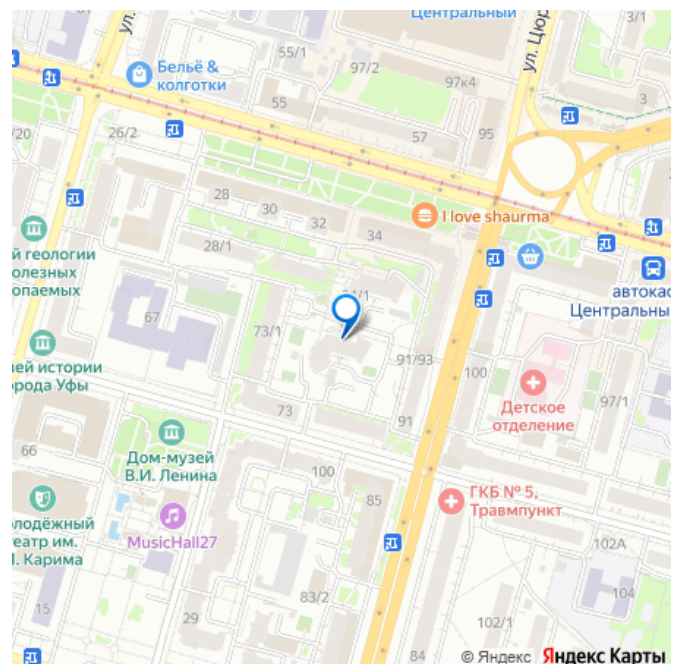 Центральный
ул.
ул. Цюр
3/1
Бельё &
колготки
55/1
97/2
97к4
3
55
57
95
/20
26/2
28
30
32
34
I love shaurma
28/1
ей геологии
олезных
опаемых
67
73/1
91/93
автокас
Центральны
100
Детское
отделение
97/1
зей истории
орода Уфы
73
91
66
Дом-музей
В.И. Ленина
100
85
ГКБ № 5,
Травмпункт
MusicHall27
олодёжный
еатр им.
. Карима
102А
104
15
29
83/2
102/1
84
© Яндекс Яндекс Карты